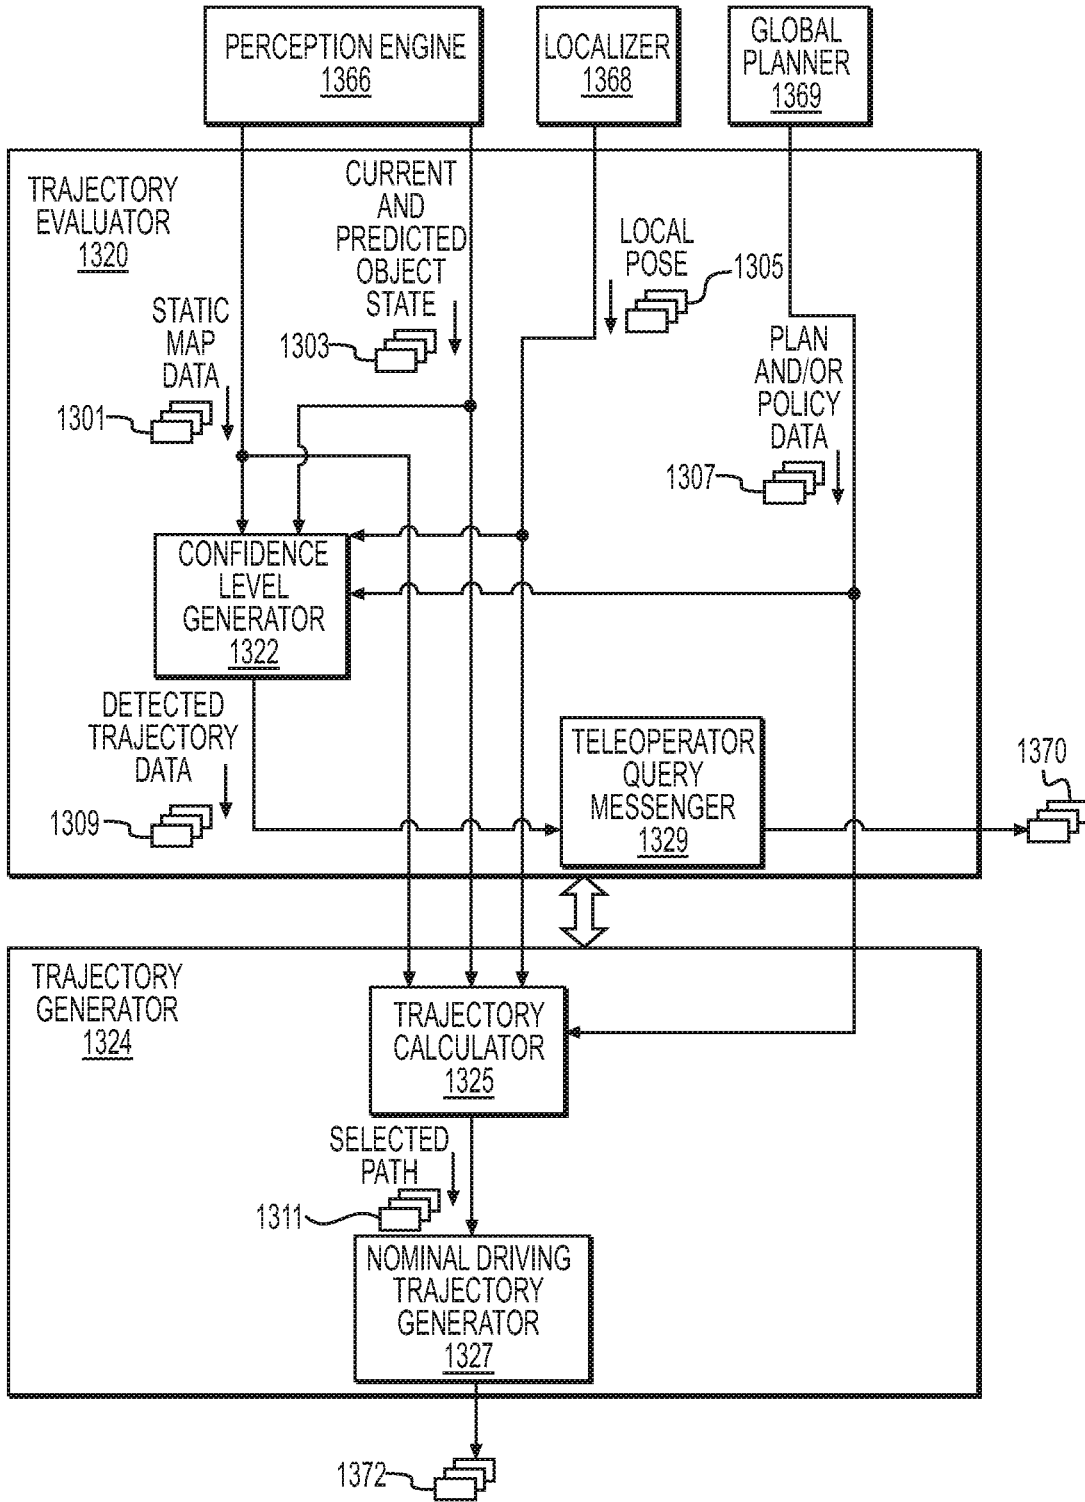 PERCEPTION ENGINE
1366
LOCALIZER
1368
GLOBAL
PLANNER
1369
TRAJECTORY
EVALUATOR
1320
CURRENT
AND
PREDICTED
OBJECT
STATE
1303
LOCAL
POSE
1305
STATIC
MAP
DATA
1301
PLAN
AND/OR
POLICY
DATA
1307
CONFIDENCE
LEVEL
GENERATOR
1322
DETECTED
TRAJECTORY
DATA
1309
TELEOPERATOR
QUERY
MESSENGER
1329
1370
TRAJECTORY
GENERATOR
1324
TRAJECTORY
CALCULATOR
1325
SELECTED
PATH
1311
NOMINAL DRIVING
TRAJECTORY
GENERATOR
1327
1372